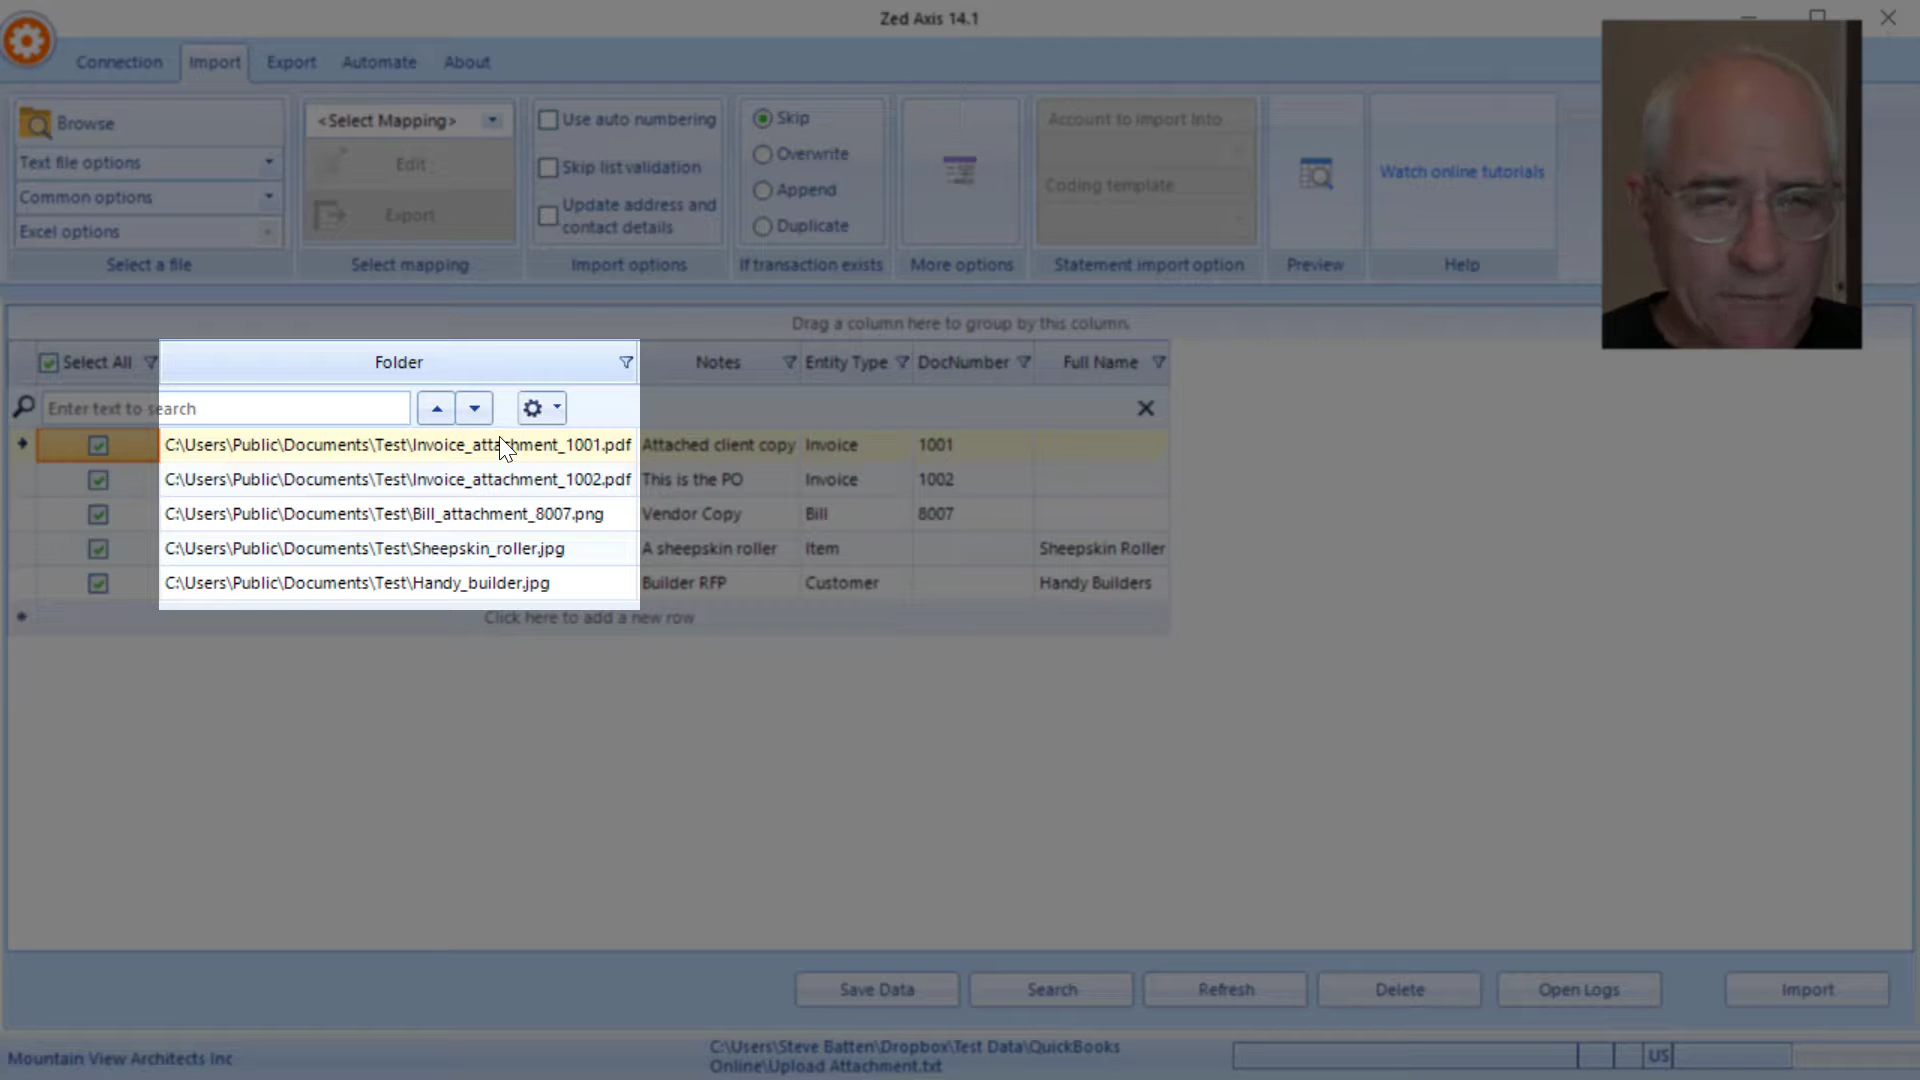 Zed Axis 14.1
Connection Import Export Automate About
Browse
Text file options
Common options
Excel options
Select a file
<Select Mapping>
Edit
Export
Select mapping
Use auto numbering
Skip list validation
Update address and
contact details
Import options
Skip
Overwrite
Append
Duplicate
If transaction exists
More options
Account to import into
Coding template
Statement import option
Preview
Watch online tutorials
Help
Drag a column here to group by this column.
Select All Folder Notes Entity Type DocNumber Full Name
Enter text to search
C:\Users\Public\Documents\Test\Invoice_attachment_1001.pdf Attached client copy Invoice 1001
C:\Users\Public\Documents\Test\Invoice_attachment_1002.pdf This is the PO Invoice 1002
C:\Users\Public\Documents\Test\Bill_attachment_8007.png Vendor Copy Bill 8007
C:\Users\Public\Documents\Test\Sheepskin_roller.jpg A sheepskin roller Item Sheepskin Roller
C:\Users\Public\Documents\Test\Handy_builder.jpg Builder RFP Customer Handy Builders
Click here to add a new row
Save Data Search Refresh Delete Open Logs Import
Mountain View Architects Inc
C:\Users\Steve Batten\Dropbox\Test Data\QuickBooks
Online\Upload Attachment.txt
US